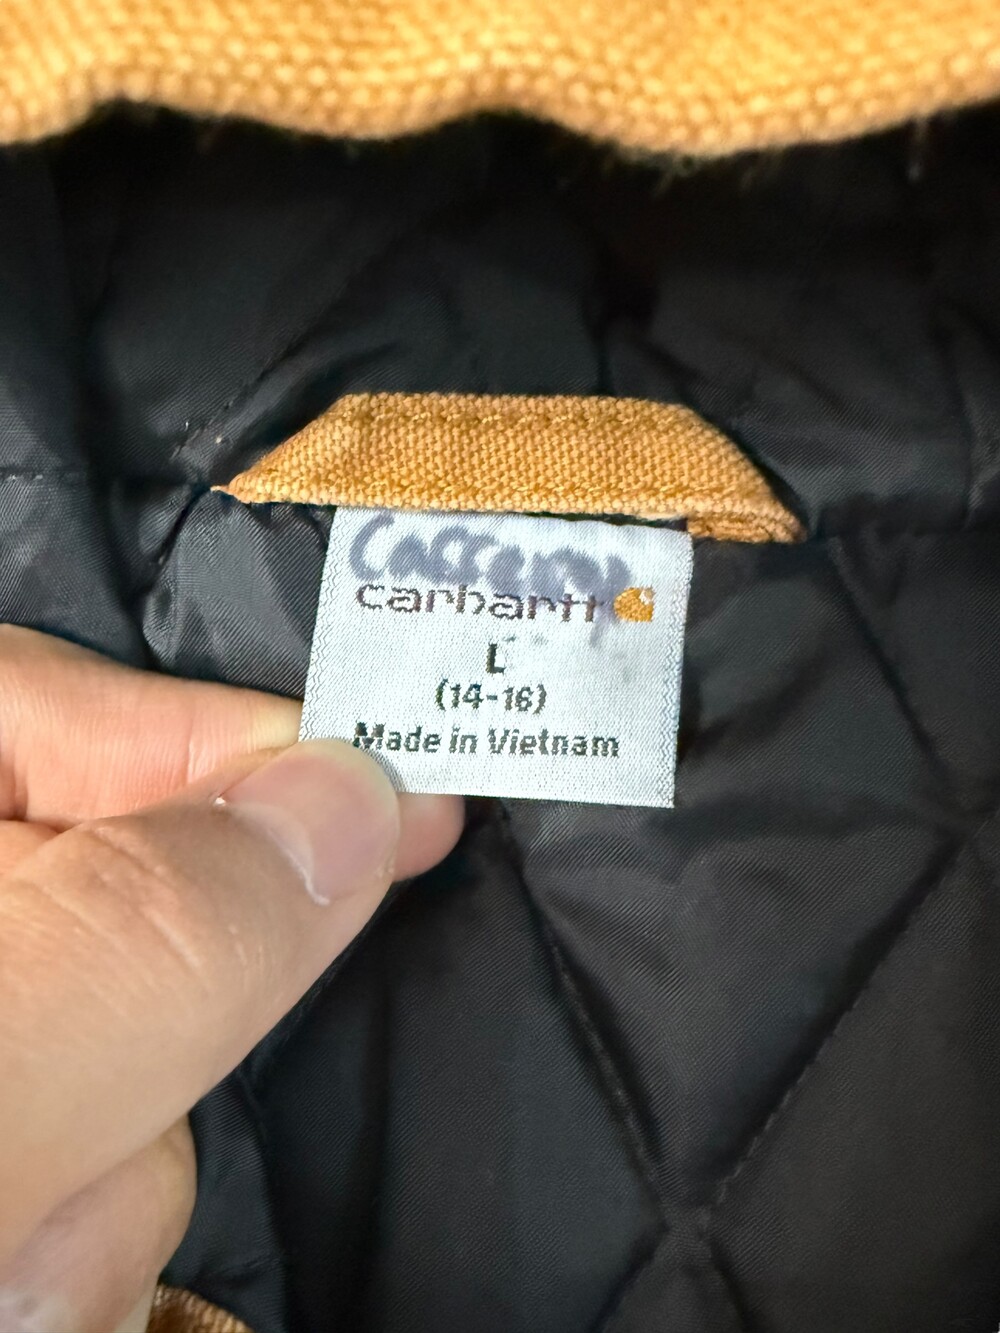 carhartt
L
(14-16)
Made in Vietnam